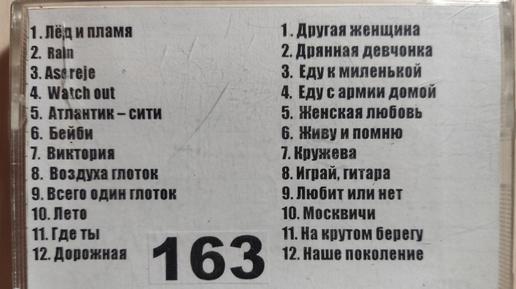 1. Лёд и пламя
2. Rain
3. Asereje
4. Watch out
5. Атлантик – сити
6. Бейби
7. Виктория
8. Воздуха глоток
9. Всего один глоток
10. Лето
11. Где ты
12. Дорожная
163
1. Другая женщина
2. Дрянная девчонка
3. Еду к миленькой
4. Еду с армии домой
5. Женская любовь
6. Живу и помню
7. Кружева
8. Играй, гитара
9. Любит или нет
10. Москвичи
11. На крутом берегу
12. Наше поколение